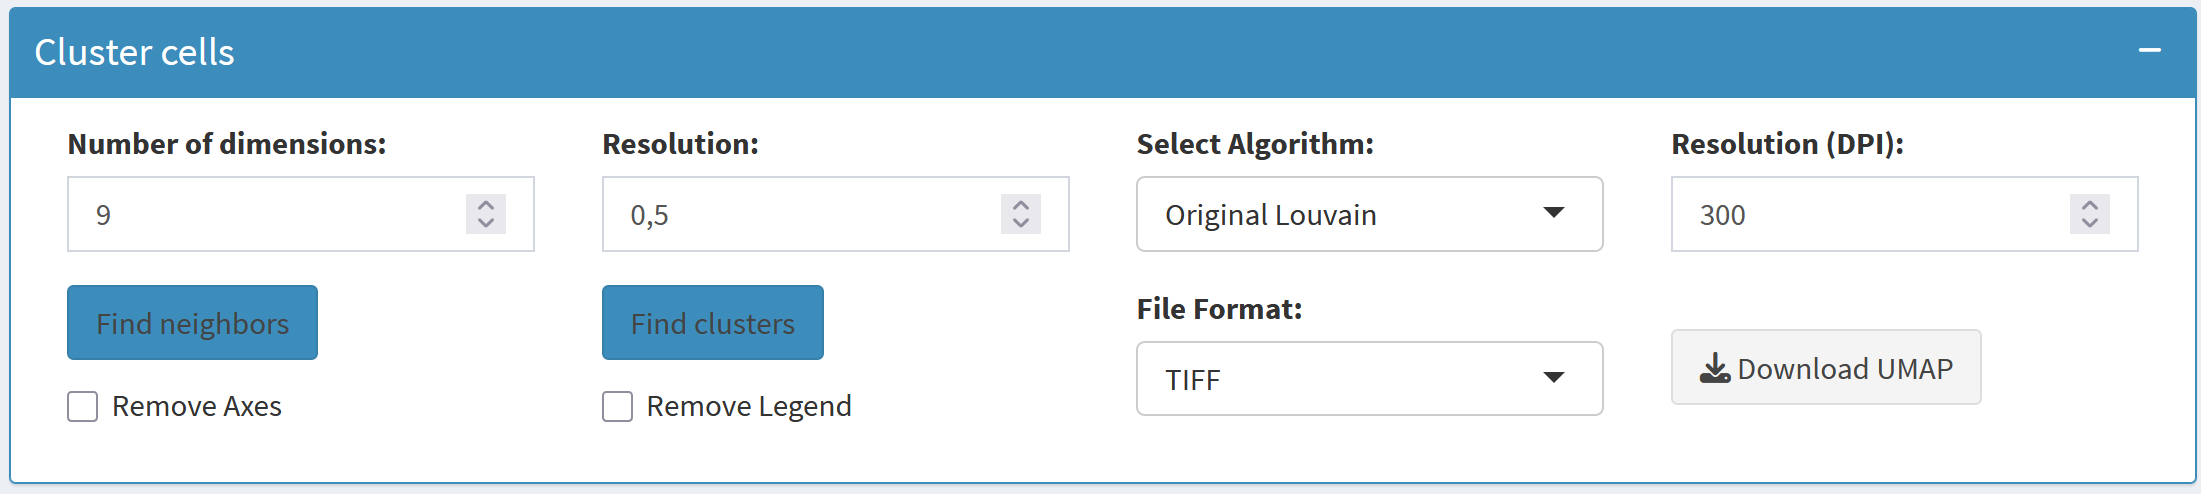 Cluster cells
Number of dimensions:
Resolution:
Select Algorithm:
Resolution (DPI):
9
0,5
Original Louvain
300
Find neighbors
Find clusters
File Format:
TIFF
Download UMAP
Remove Axes
Remove Legend